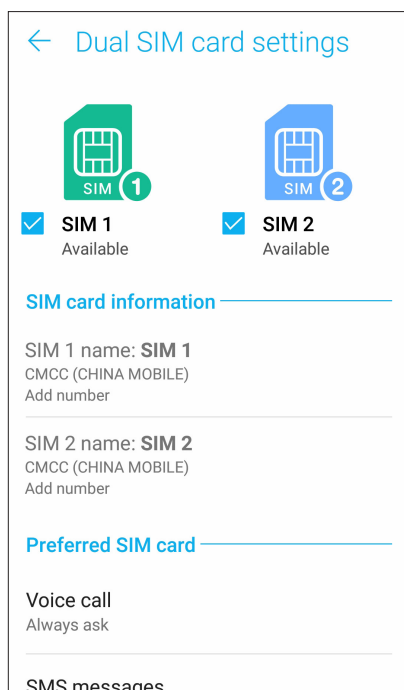 Dual SIM card settings
SIM 1
SIM 2
SIM 1
SIM 2
Available
Available
SIM card information
SIM 1 name: SIM 1
CMCC (CHINA MOBILE)
Add number
SIM 2 name: SIM 2
CMCC (CHINA MOBILE)
Add number
Preferred SIM card
Voice call
Always ask
SMS messages